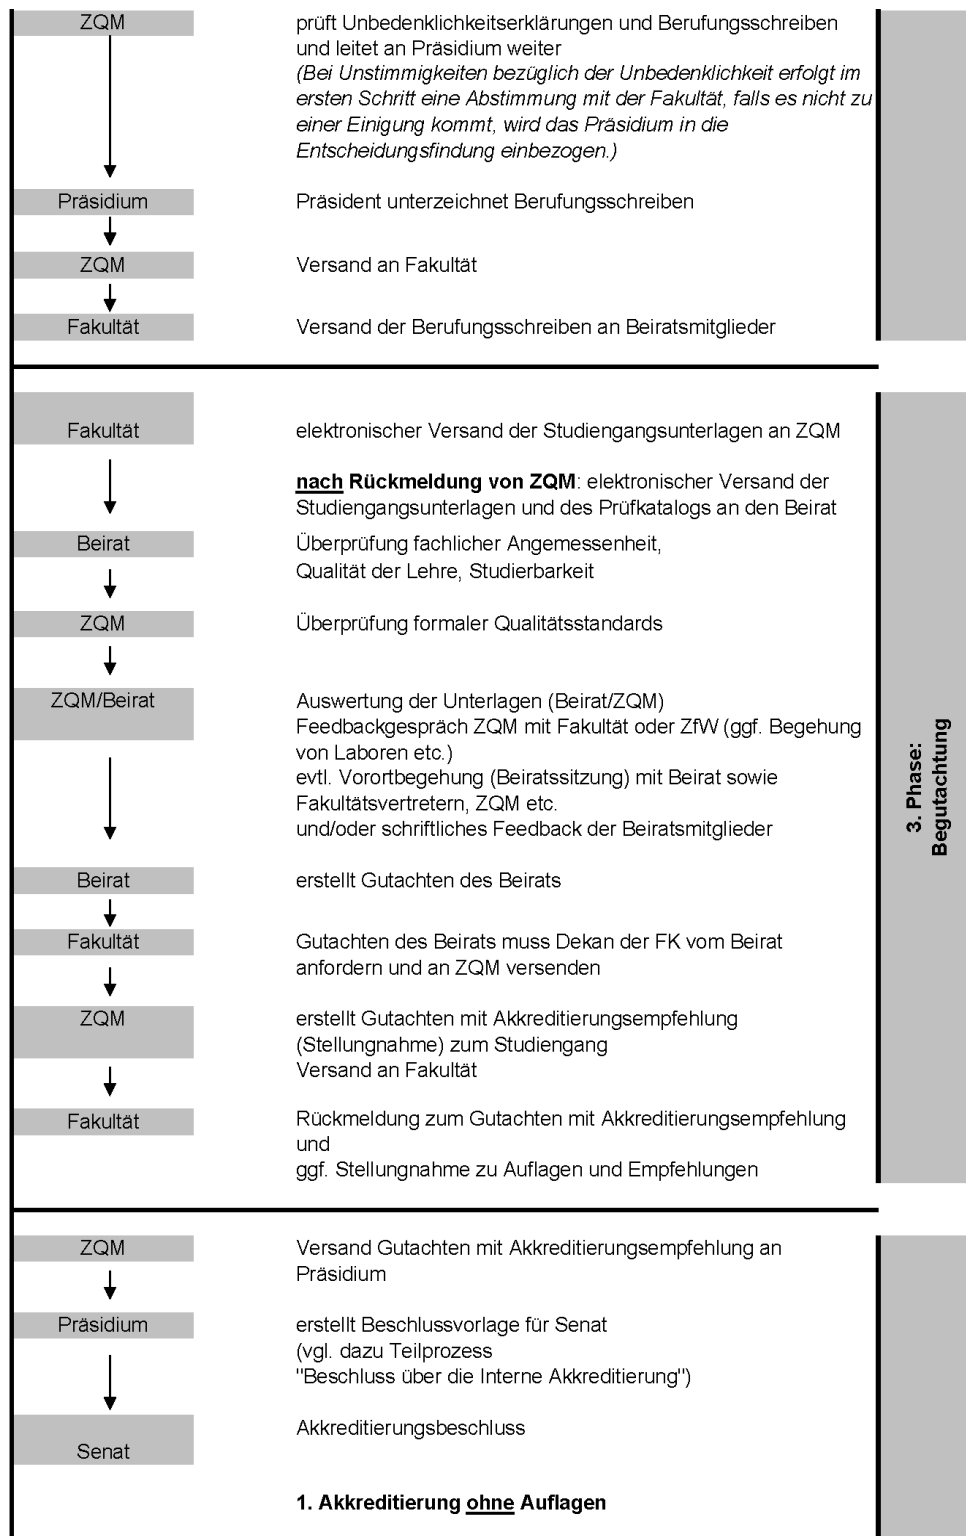 ZQM
prüft Unbedenklichkeitserklärungen und Berufungsschreiben
und leitet an Präsidium weiter
(Bei Unstimmigkeiten bezüglich der Unbedenklichkeit erfolgt im
ersten Schritt eine Abstimmung mit der Fakultät, falls es nicht zu
einer Einigung kommt, wird das Präsidium in die
Entscheidungsfindung einbezogen.)
Präsidium
Präsident unterzeichnet Berufungsschreiben
ZQM
Versand an Fakultät
Fakultät
Versand der Berufungsschreiben an Beiratsmitglieder
Fakultät
elektronischer Versand der Studiengangsunterlagen an ZQM
nach Rückmeldung von ZQM: elektronischer Versand der
Studiengangsunterlagen und des Prüfkatalogs an den Beirat
Beirat
Überprüfung fachlicher Angemessenheit,
Qualität der Lehre, Studierbarkeit
ZQM
Überprüfung formaler Qualitätsstandards
ZQM/Beirat
Auswertung der Unterlagen (Beirat/ZQM)
Feedbackgespräch ZQM mit Fakultät oder ZfW (ggf. Begehung
von Laboren etc.)
evtl. Vorortbegehung (Beiratssitzung) mit Beirat sowie
Fakultätsvertretern, ZQM etc.
und/oder schriftliches Feedback der Beiratsmitglieder
3. Phase:
Begutachtung
Beirat
erstellt Gutachten des Beirats
Fakultät
Gutachten des Beirats muss Dekan der FK vom Beirat
anfordern und an ZQM versenden
ZQM
erstellt Gutachten mit Akkreditierungsempfehlung
(Stellungnahme) zum Studiengang
Versand an Fakultät
Fakultät
Rückmeldung zum Gutachten mit Akkreditierungsempfehlung
und
ggf. Stellungnahme zu Auflagen und Empfehlungen
ZQM
Versand Gutachten mit Akkreditierungsempfehlung an
Präsidium
Präsidium
erstellt Beschlussvorlage für Senat
(vgl. dazu Teilprozess
"Beschluss über die Interne Akkreditierung")
Akkreditierungsbeschluss
Senat
1. Akkreditierung ohne Auflagen